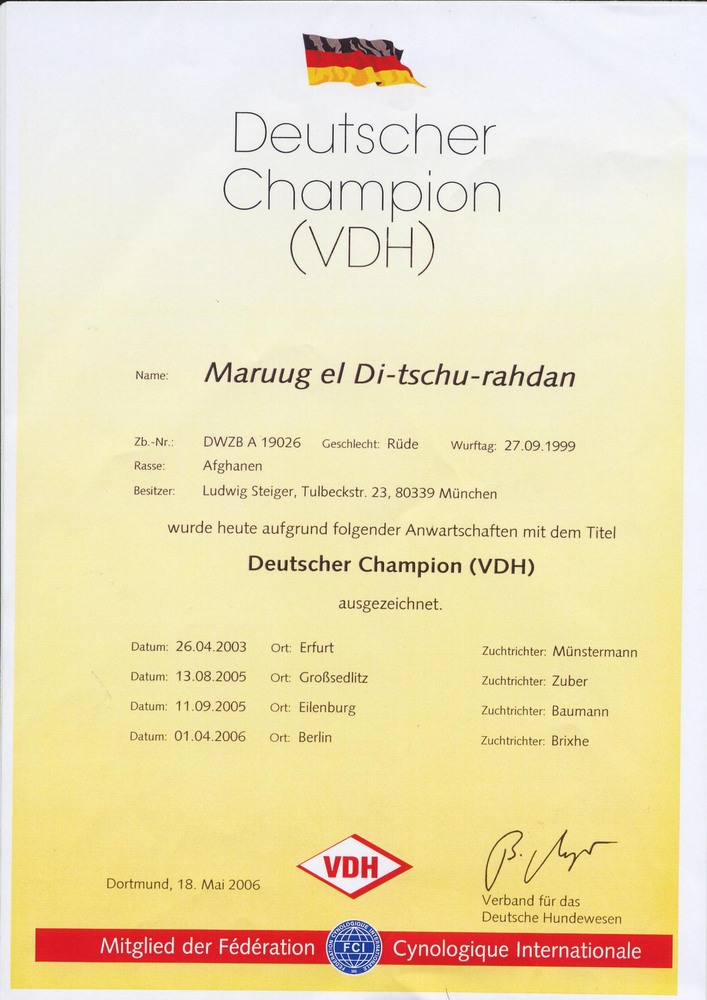 Deutscher
Champion
(VDH)
Name: Maruug el Di-tschu-rahdan
Zb.-Nr.: DWZB A 19026 Geschlecht: Rüde Wurftag: 27.09.1999
Rasse: Afghanen
Besitzer: Ludwig Steiger, Tulbeckstr. 23, 80339 München
wurde heute aufgrund folgender Anwartschaften mit dem Titel
Deutscher Champion (VDH)
ausgezeichnet.
Datum: 26.04.2003 Ort: Erfurt Zuchtrichter: Münstermann
Datum: 13.08.2005 Ort: Großsedlitz Zuchtrichter: Zuber
Datum: 11.09.2005 Ort: Eilenburg Zuchtrichter: Baumann
Datum: 01.04.2006 Ort: Berlin Zuchtrichter: Brixhe
VDH
Dortmund, 18. Mai 2006
Verband für das
Deutsche Hundewesen
Mitglied der Fédération FCI Cynologique Internationale
FEDERATION CYNOLOGIQUE INTERNATIONALE